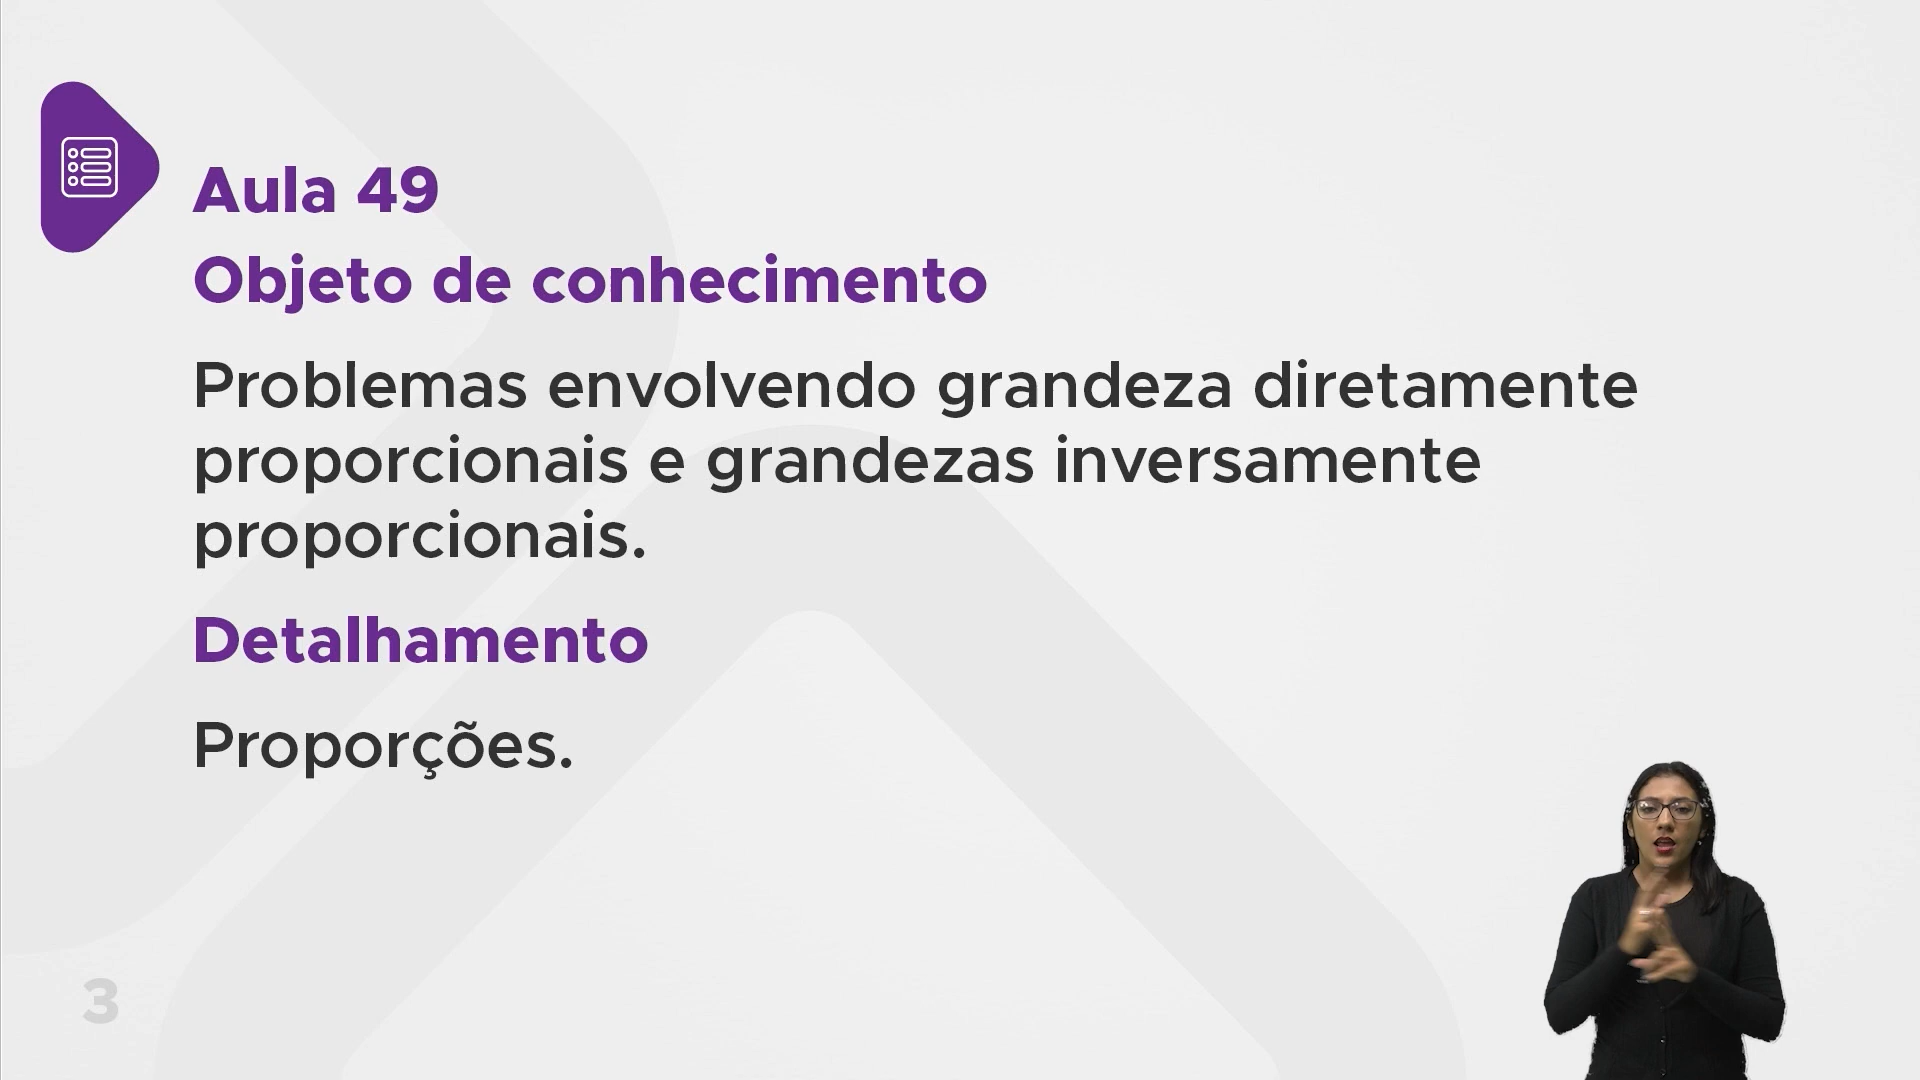 Aula 49
Objeto de conhecimento
Problemas envolvendo grandeza diretamente
proporcionais e grandezas inversamente
proporcionais.
Detalhamento
Proporções.
3